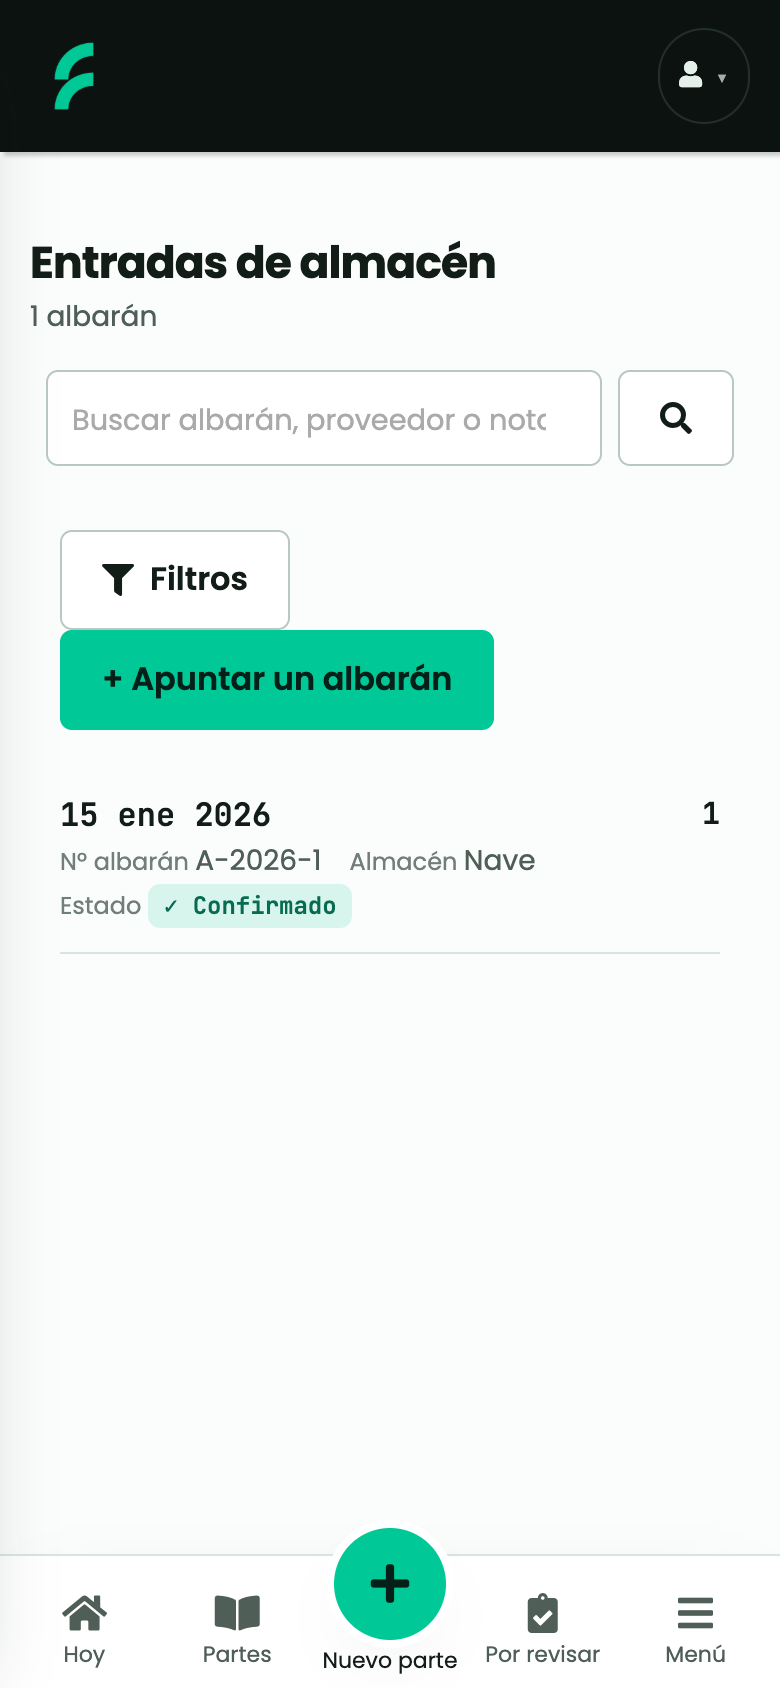 Entradas de almacén
1 albarán
Buscar albarán, proveedor o nota
Filtros
+ Apuntar un albarán
15 ene 2026 1
Nº albarán A-2026-1 Almacén Nave
Estado ✓ Confirmado
Hoy Partes Nuevo parte Por revisar Menú